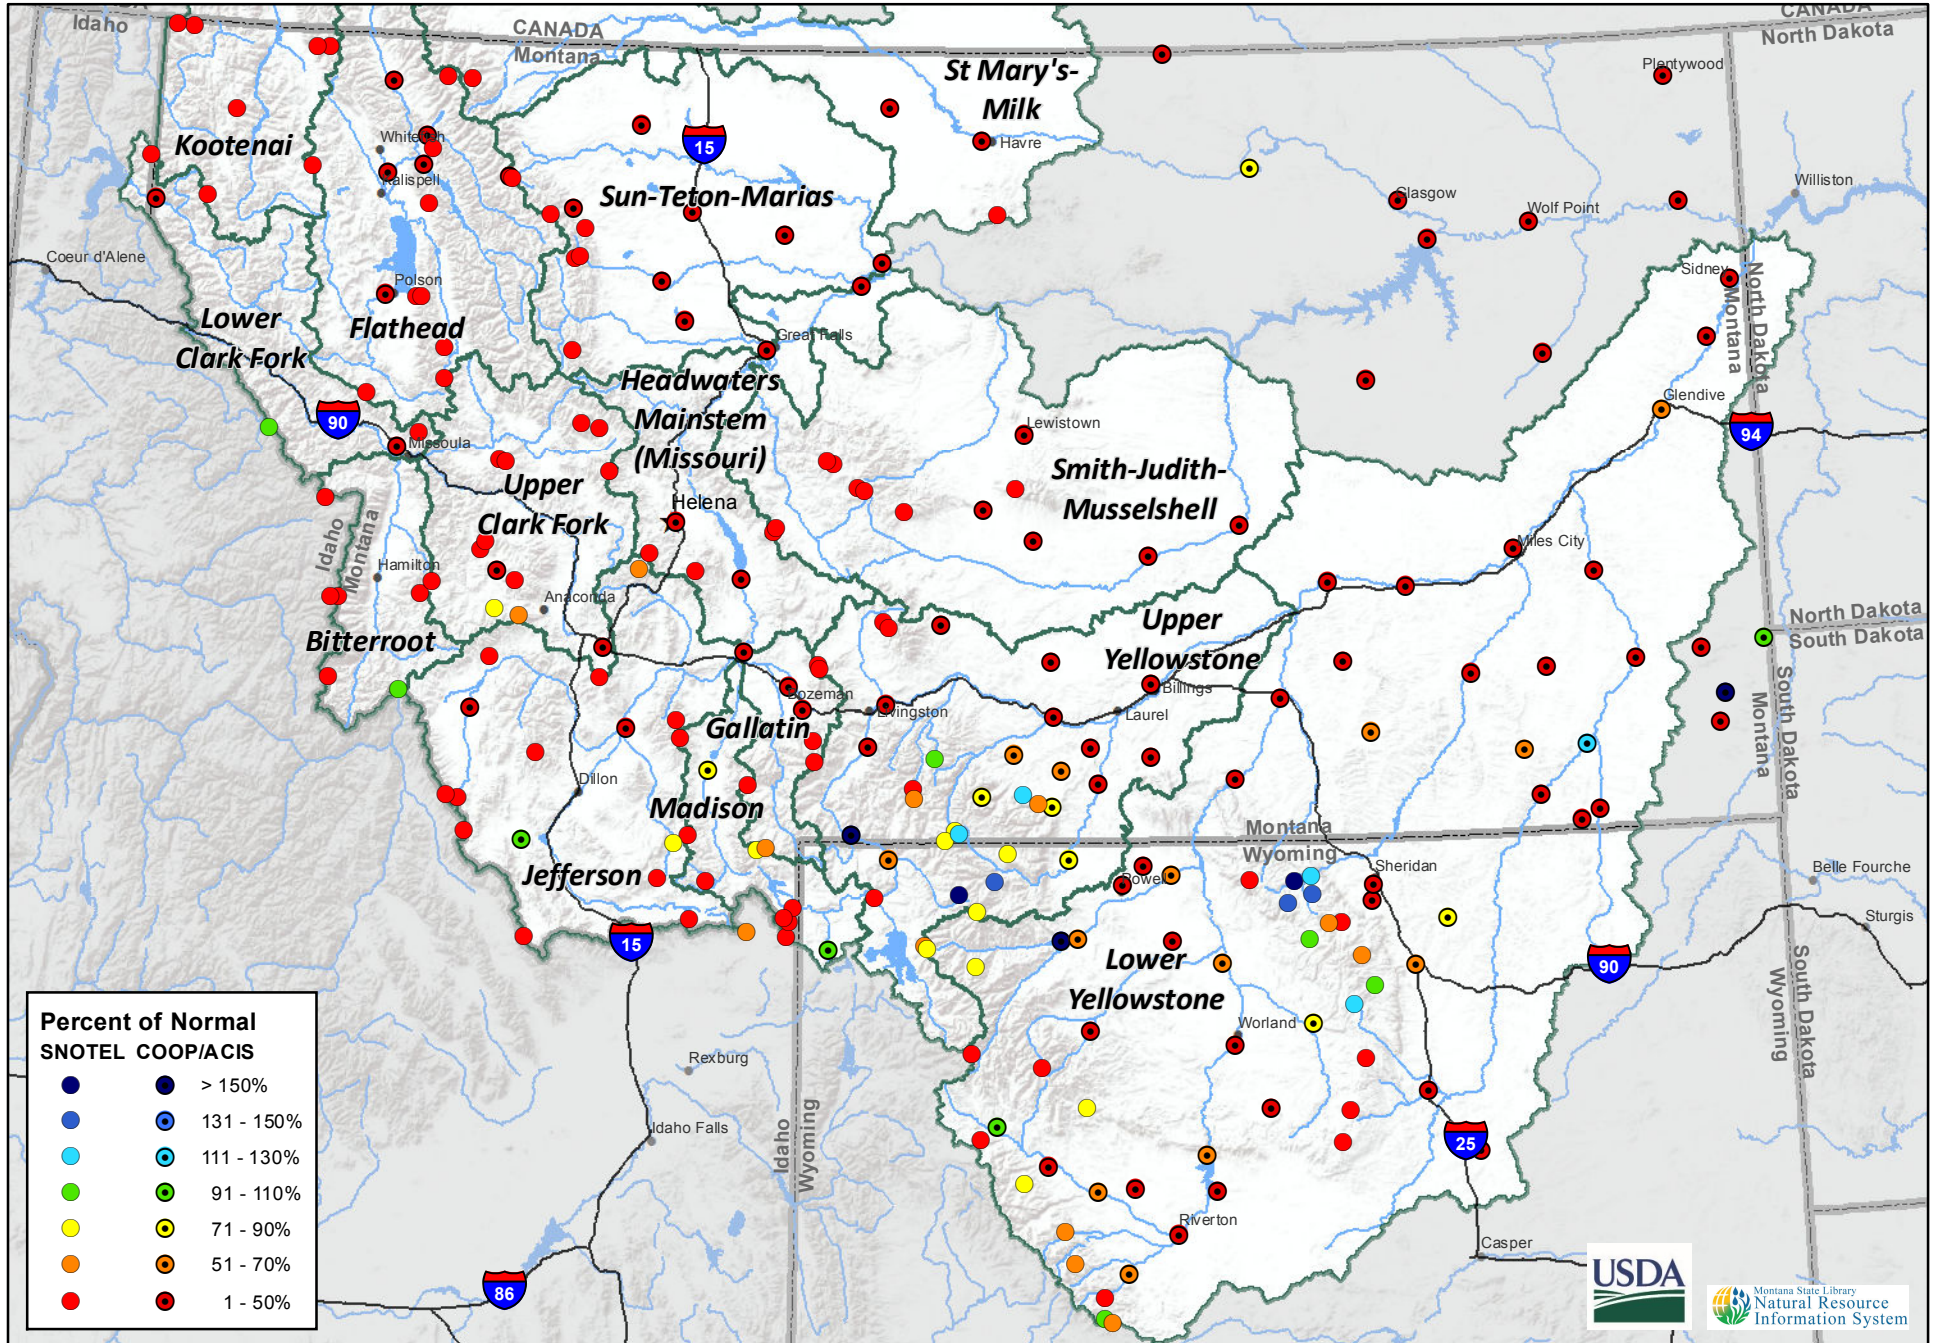 Idaho
CANADA
Montana
CANADA
North Dakota
Plentywood
St Mary's-
Milk
Havre
Kootenai
Whitefish
Kalispell
15
Sun-Teton-Marias
Glasgow
Wolf Point
Williston
Coeur d'Alene
Polson
Sidney
North Dakota
Montana
Lower
Clark Fork
Flathead
Great Falls
Headwaters
Mainstem
(Missouri)
Glendive
94
90
Missoula
Lewistown
Upper
Clark Fork
Helena
Smith-Judith-
Musselshell
Idaho
Montana
Hamilton
Anaconda
Miles City
Bitterroot
Upper
Yellowstone
North Dakota
South Dakota
Bozeman
Livingston
Billings
Laurel
Gallatin
South Dakota
Montana
Dillon
Madison
Montana
Wyoming
Jefferson
Powell
Sheridan
Belle Fourche
Sturgis
15
Lower
Yellowstone
90
South Dakota
Wyoming
Worland
Rexburg
Idaho Falls
Idaho
Wyoming
25
Riverton
Casper
86
Percent of Normal
SNOTEL COOP/ACIS
> 150%
131 - 150%
111 - 130%
91 - 110%
71 - 90%
51 - 70%
1 - 50%
USDA
Montana State Library
Natural Resource
Information System